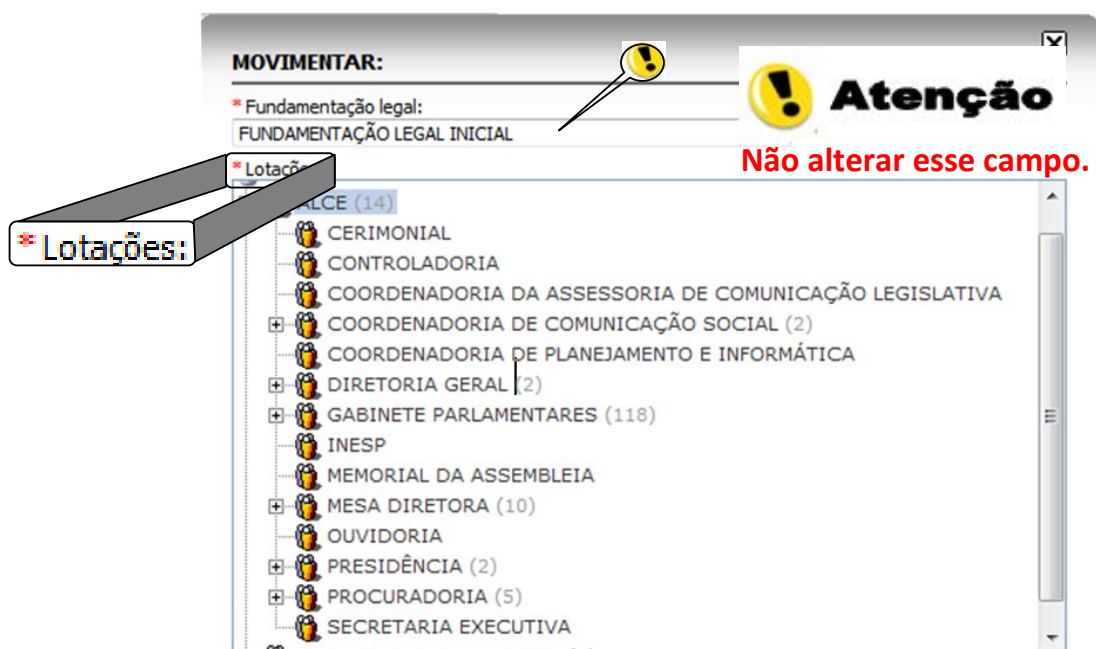 MOVIMENTAR:
Atenção
* Fundamentação legal:
FUNDAMENTAÇÃO LEGAL INICIAL
Não alterar esse campo.
* Lotações
* Lotações:
ALCE (14)
CERIMONIAL
CONTROLADORIA
COORDENADORIA DA ASSESSORIA DE COMUNICAÇÃO LEGISLATIVA
COORDENADORIA DE COMUNICAÇÃO SOCIAL (2)
COORDENADORIA DE PLANEJAMENTO E INFORMÁTICA
DIRETORIA GERAL (2)
GABINETE PARLAMENTARES (118)
INESP
MEMORIAL DA ASSEMBLEIA
MESA DIRETORA (10)
OUVIDORIA
PRESIDÊNCIA (2)
PROCURADORIA (5)
SECRETARIA EXECUTIVA